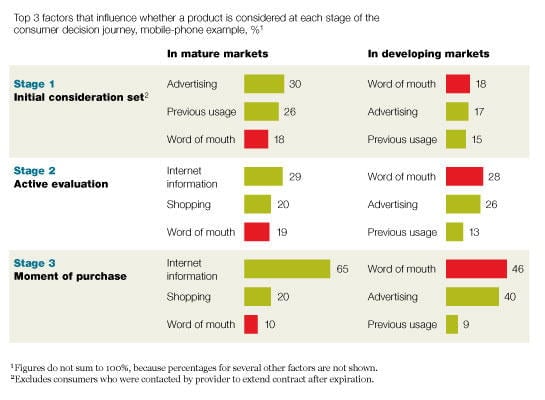 Top 3 factors that influence whether a product is considered at each stage of the
consumer decision journey, mobile-phone example, %¹
In mature markets
In developing markets
Stage 1
Initial consideration set²
Advertising 30
Previous usage 26
Word of mouth 18
Word of mouth 18
Advertising 17
Previous usage 15
Stage 2
Active evaluation
Internet
information 29
Shopping 20
Word of mouth 19
Word of mouth 28
Advertising 26
Previous usage 13
Stage 3
Moment of purchase
Internet
information 65
Shopping 20
Word of mouth 10
Word of mouth 46
Advertising 40
Previous usage 9
¹Figures do not sum to 100%, because percentages for several other factors are not shown.
²Excludes consumers who were contacted by provider to extend contract after expiration.